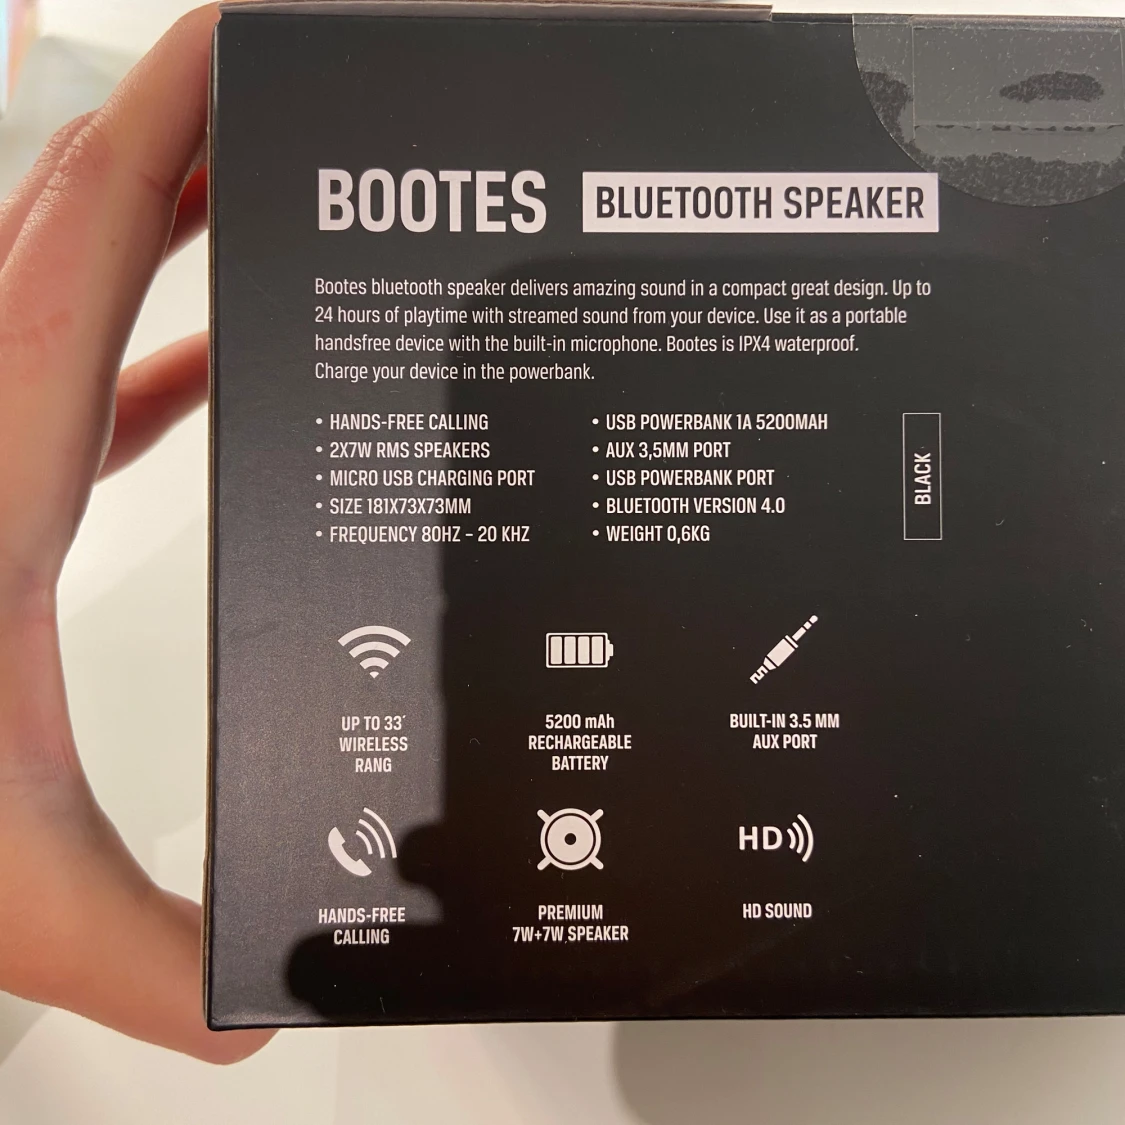 BOOTES BLUETOOTH SPEAKER
Bootes bluetooth speaker delivers amazing sound in a compact great design. Up to
24 hours of playtime with streamed sound from your device. Use it as a portable
handsfree device with the built-in microphone. Bootes is IPX4 waterproof.
Charge your device in the powerbank.
• HANDS-FREE CALLING
• 2X7W RMS SPEAKERS
• MICRO USB CHARGING PORT
• SIZE 181X73X73MM
• FREQUENCY 80HZ – 20 KHZ
• USB POWERBANK 1A 5200MAH
• AUX 3,5MM PORT
• USB POWERBANK PORT
• BLUETOOTH VERSION 4.0
• WEIGHT 0,6KG
BLACK
UP TO 33´
WIRELESS
RANG
5200 mAh
RECHARGEABLE
BATTERY
BUILT-IN 3.5 MM
AUX PORT
HANDS-FREE
CALLING
PREMIUM
7W+7W SPEAKER
HD
HD SOUND